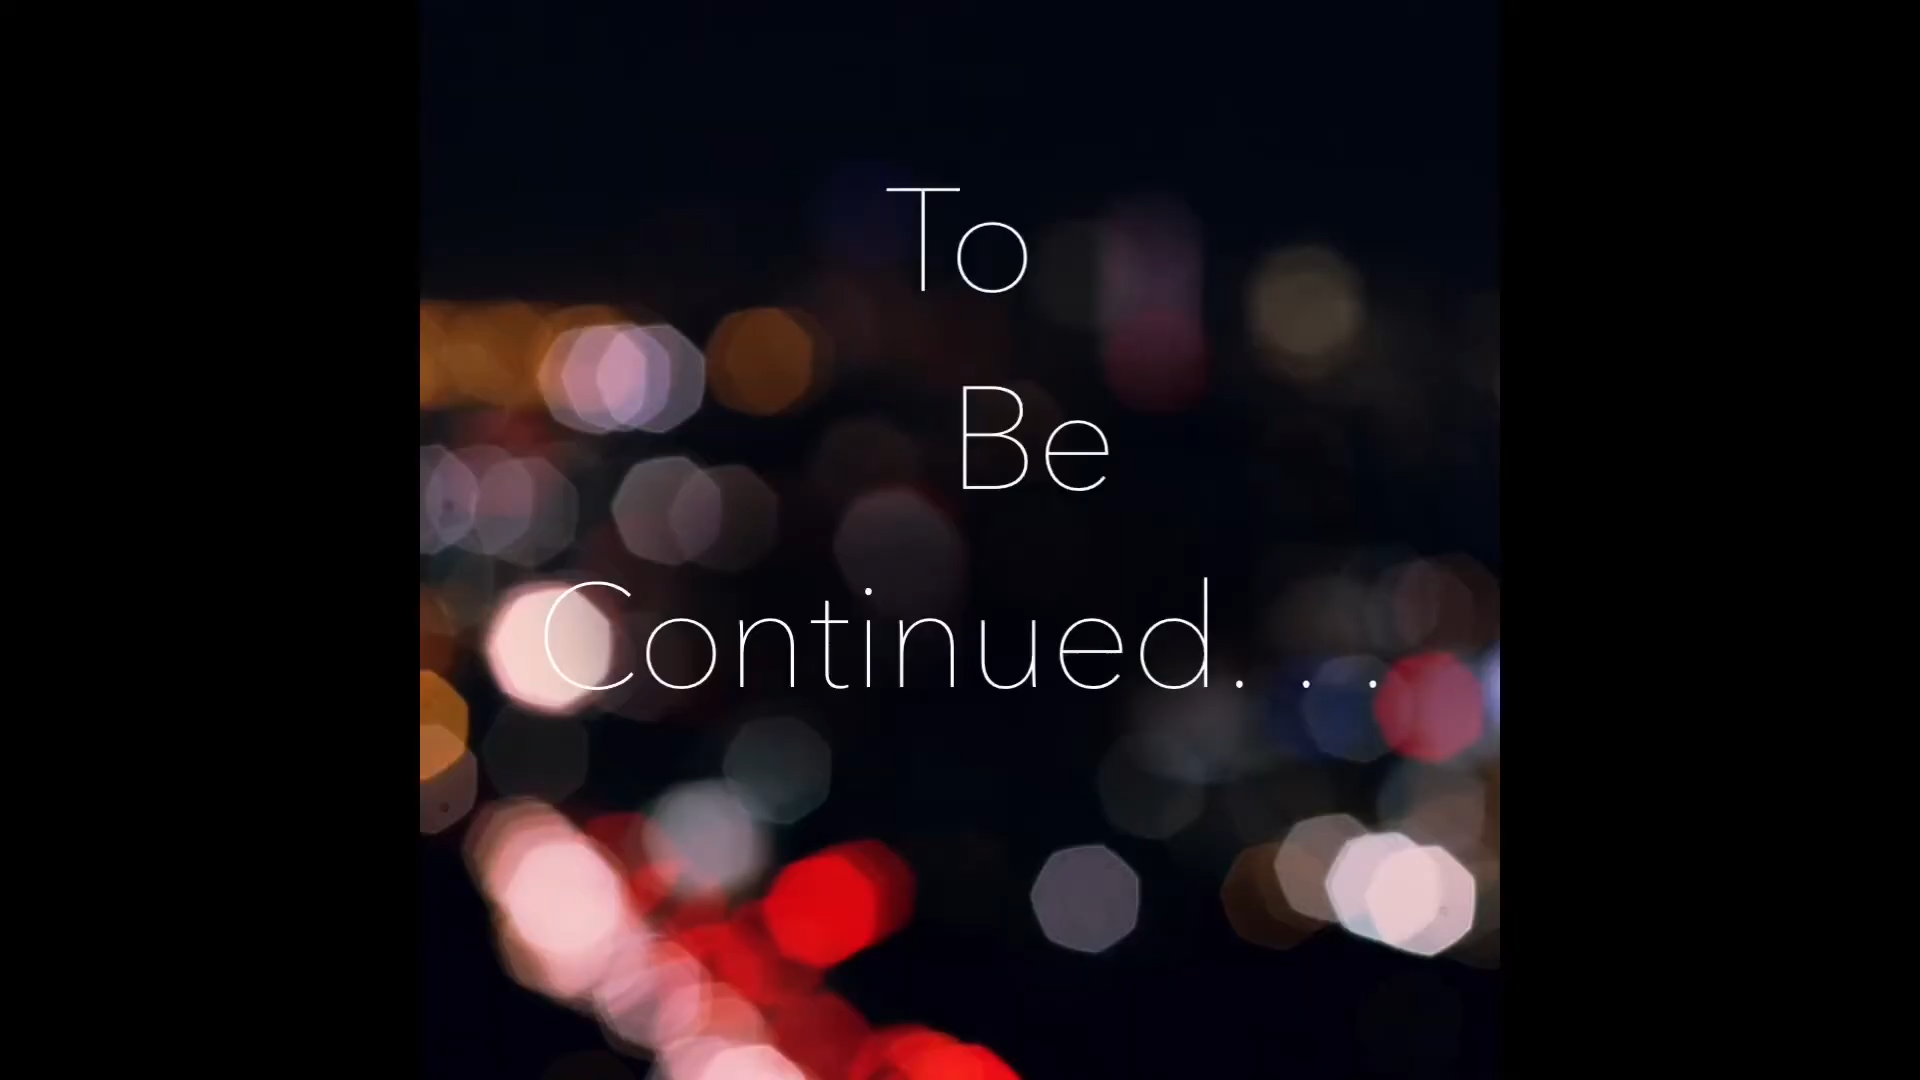 To
Be
Continued. . .